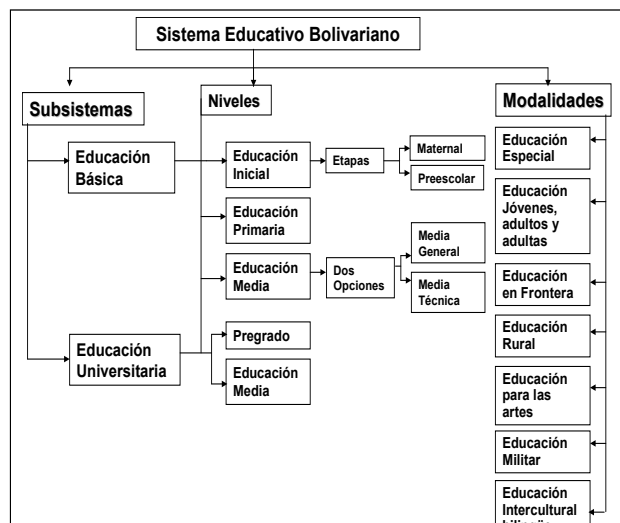 Sistema Educativo Bolivariano
Subsistemas
Niveles
Modalidades
Educación
Básica
Educación
Inicial
Etapas
Maternal
Preescolar
Educación
Primaria
Educación
Media
Dos
Opciones
Media
General
Media
Técnica
Educación
Universitaria
Pregrado
Educación
Media
Educación
Especial
Educación
Jóvenes,
adultos y
adultas
Educación
en Frontera
Educación
Rural
Educación
para las
artes
Educación
Militar
Educación
Intercultural